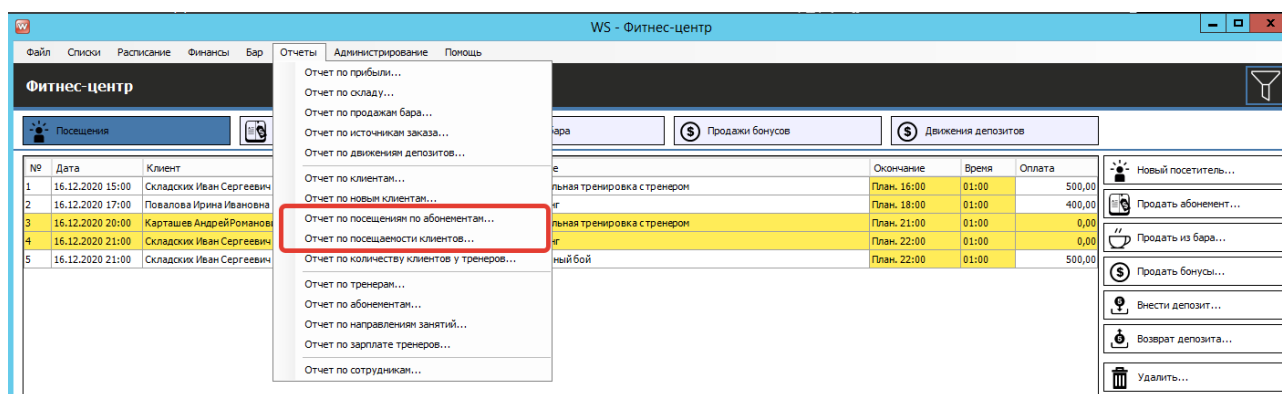 WS - Фитнес-центр
Файл Списки Расписание Финансы Бар Отчеты Администрирование Помощь
Фитнес-центр
Посещения
бара
Продажи бонусов
Движения депозитов
Отчет по прибыли...
Отчет по складу...
Отчет по продажам бара...
Отчет по источникам заказа...
Отчет по движениям депозитов...
Отчет по клиентам...
Отчет по новым клиентам...
Отчет по посещениям по абонементам...
Отчет по посещаемости клиентов...
Отчет по количеству клиентов у тренеров...
Отчет по тренерам...
Отчет по абонементам...
Отчет по направлениям занятий...
Отчет по зарплате тренеров...
Отчет по сотрудникам...
№ Дата Клиент е Окончание Время Оплата
1 16.12.2020 15:00 Складских Иван Сергеевич льная тренировка с тренером План. 16:00 01:00 500,00
2 16.12.2020 17:00 Повалова Ирина Ивановна нг План. 18:00 01:00 400,00
3 16.12.2020 20:00 Карташев Андрей Романови льная тренировка с тренером План. 21:00 01:00 0,00
4 16.12.2020 21:00 Складских Иван Сергеевич нг План. 22:00 01:00 0,00
5 16.12.2020 21:00 Складских Иван Сергеевич ный бой План. 22:00 01:00 500,00
Новый посетитель...
Продать абонемент...
Продать из бара...
Продать бонусы...
Внести депозит...
Возврат депозита...
Удалить...